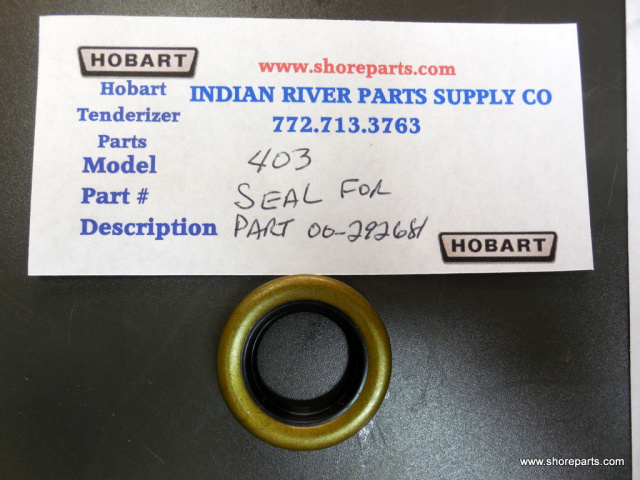 HOBART
www.shoreparts.com
Hobart
Tenderizer
Parts
INDIAN RIVER PARTS SUPPLY CO
772.713.3763
Model 403
Part # SEAL FOR
Description PART 00-292681
HOBART
© www.shoreparts.com